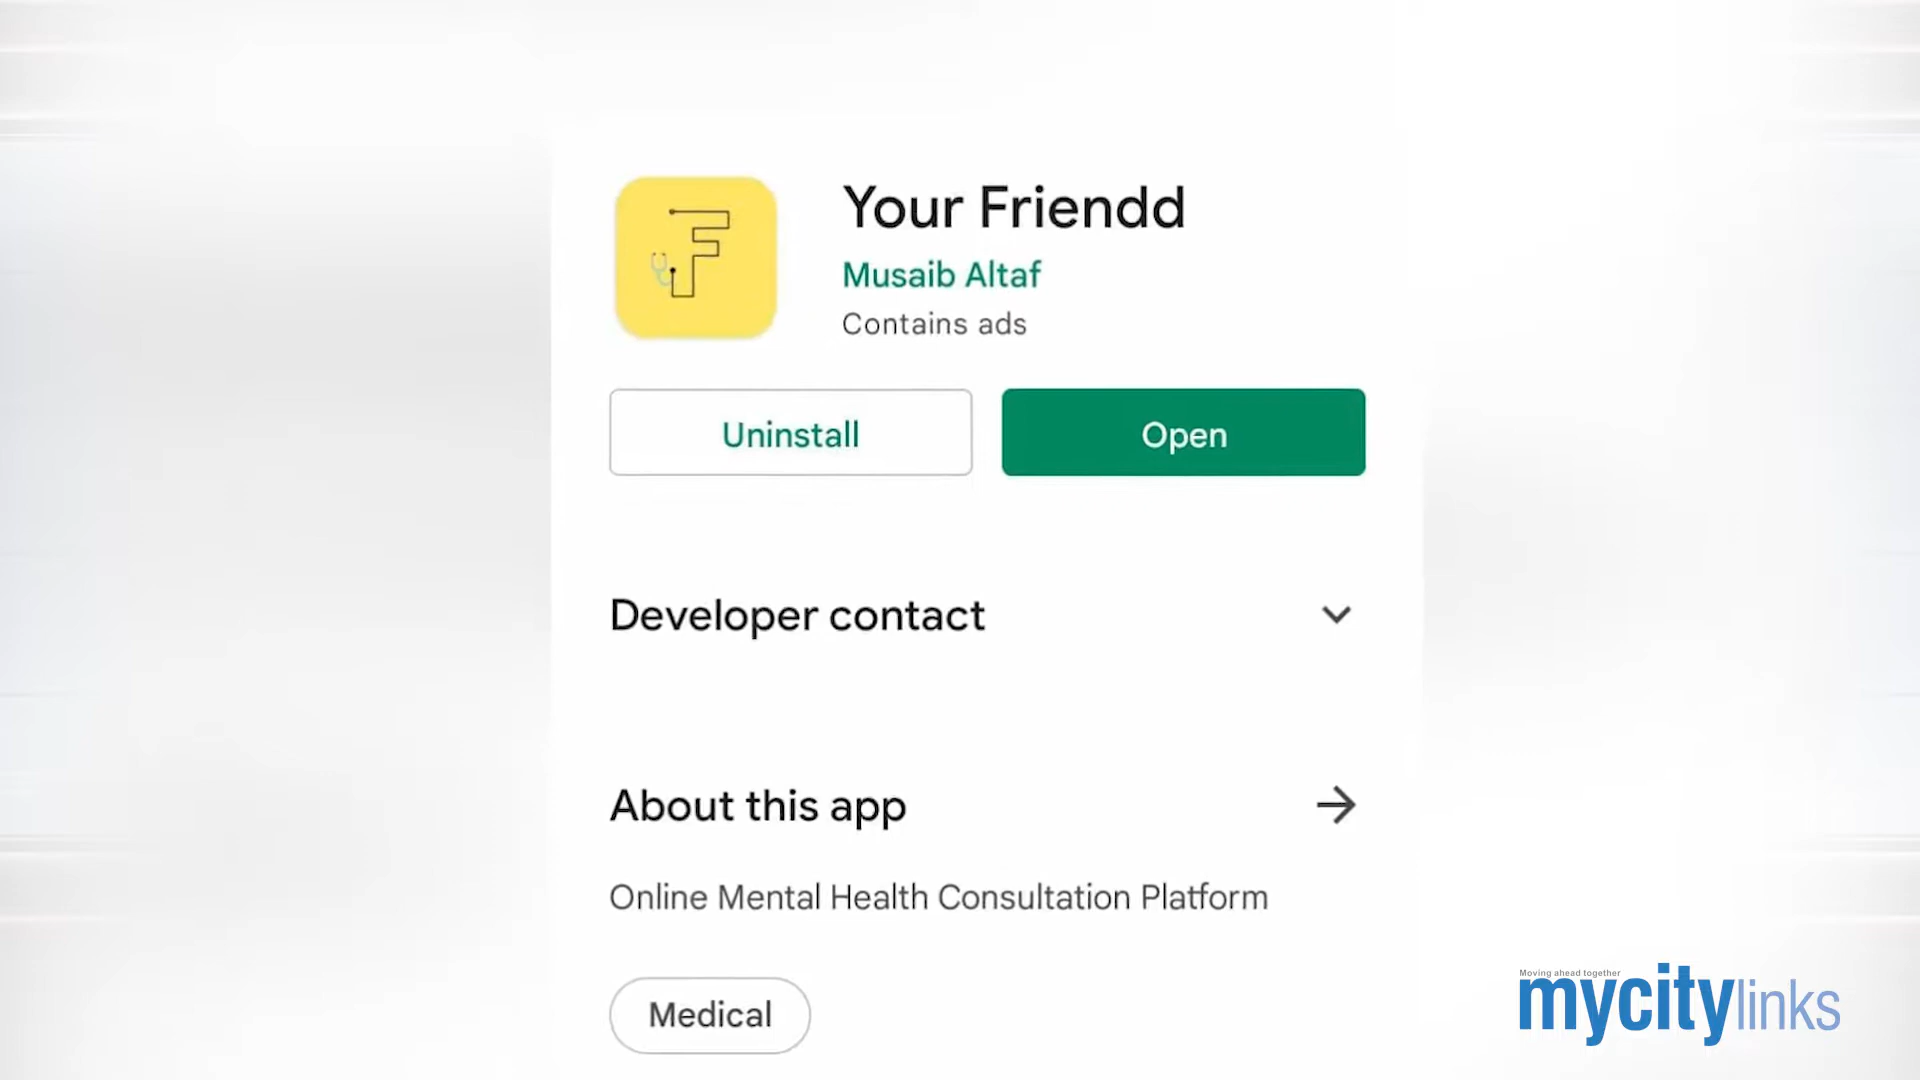 Your Friendd
Musaib Altaf
Contains ads
Uninstall
Open
Developer contact
About this app
Online Mental Health Consultation Platform
Medical
Moving ahead together
mycitylinks